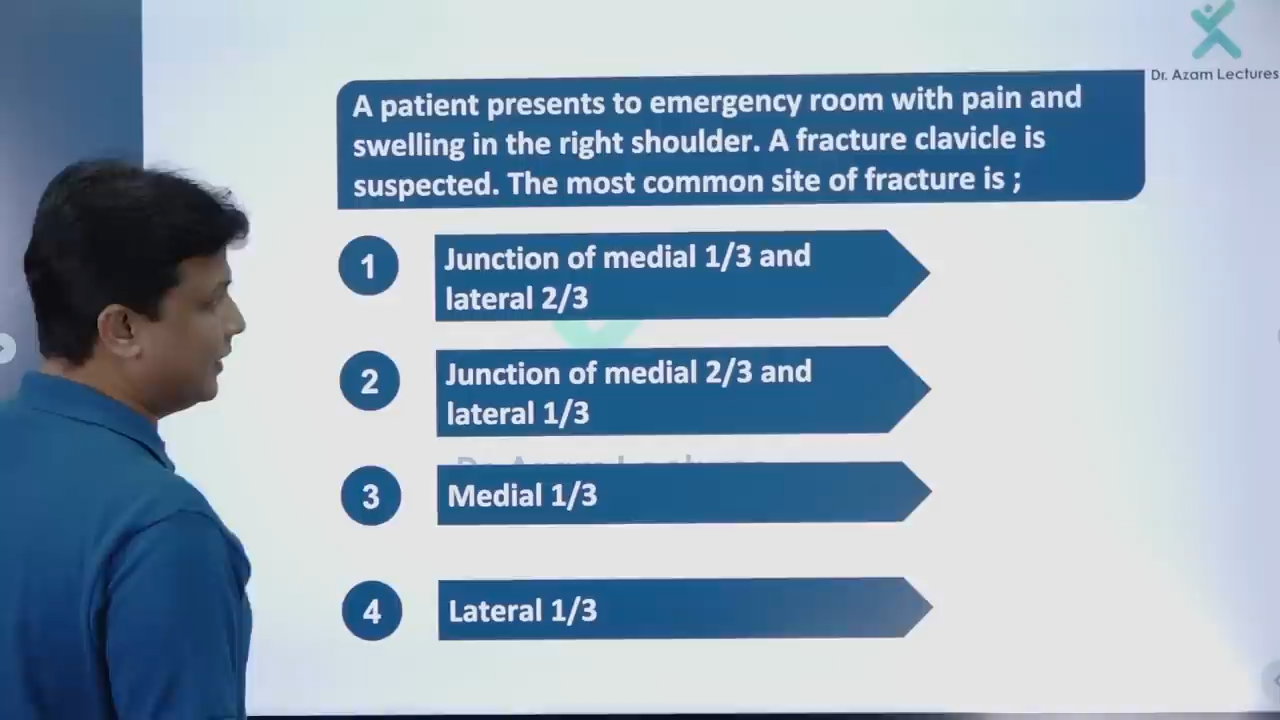 Dr. Azam Lectures
A patient presents to emergency room with pain and
swelling in the right shoulder. A fracture clavicle is
suspected. The most common site of fracture is ;
1
Junction of medial 1/3 and
lateral 2/3
2
Junction of medial 2/3 and
lateral 1/3
3
Medial 1/3
4
Lateral 1/3